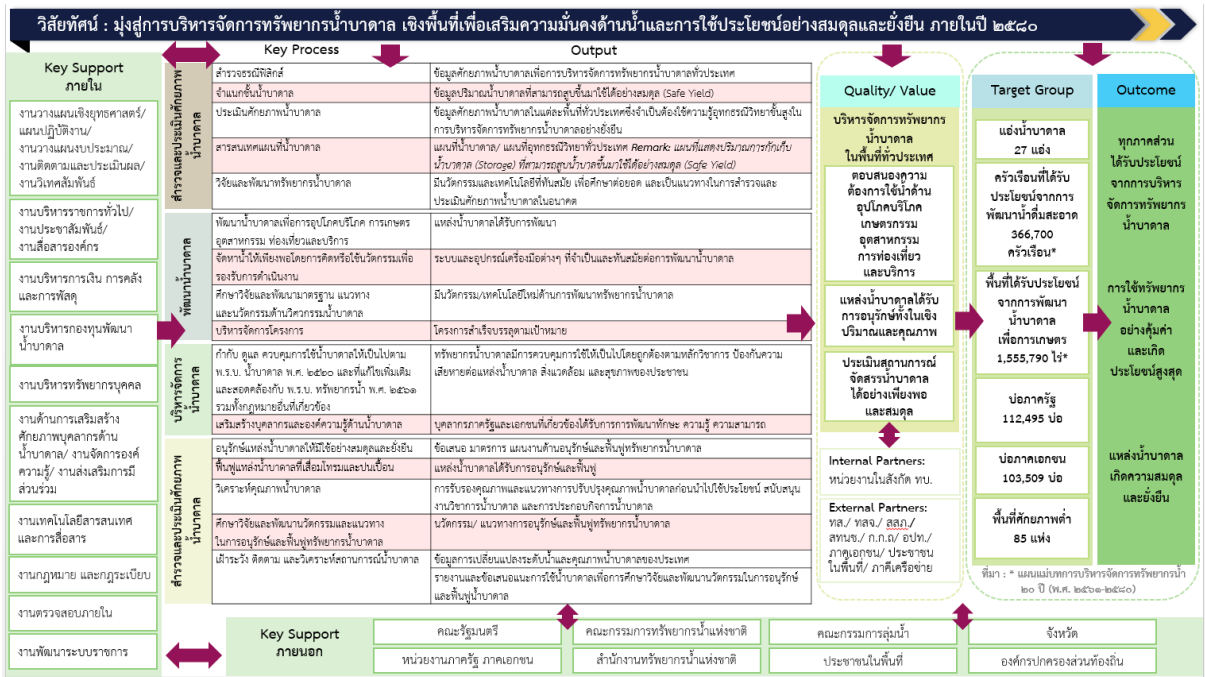 วิสัยทัศน์ : มุ่งสู่การบริหารจัดการทรัพยากรน้ำบาดาล เชิงพื้นที่เพื่อเสริมความมั่นคงด้านน้ำและการใช้ประโยชน์อย่างสมดุลและยั่งยืน ภายในปี ๒๕๘๐
Key Support
ภายใน
งานวางแผนเชิงยุทธศาสตร์/
แผนปฏิบัติงาน/
งานวางแผนงบประมาณ/
งานติดตามและประเมินผล/
งานวิเทศสัมพันธ์
งานบริหารราชการทั่วไป/
งานประชาสัมพันธ์/
งานสื่อสารองค์กร
งานบริหารการเงิน การคลัง
และการพัสดุ
งานบริหารกองทุนพัฒนา
น้ำบาดาล
งานบริหารทรัพยากรบุคคล
งานด้านการเสริมสร้าง
ศักยภาพบุคลากรด้าน
น้ำบาดาล/ งานจัดการองค์
ความรู้/ งานส่งเสริมการมี
ส่วนร่วม
งานเทคโนโลยีสารสนเทศ
และการสื่อสาร
งานกฎหมาย และกฎระเบียบ
งานตรวจสอบภายใน
งานพัฒนาระบบราชการ
Key Process
Output
สำรวจและประเมินศักยภาพ
น้ำบาดาล
สำรวจธรณีฟิสิกส์
ข้อมูลศักยภาพน้ำบาดาลเพื่อการบริหารจัดการทรัพยากรน้ำบาดาลทั่วประเทศ
จำแนกชั้นน้ำบาดาล
ข้อมูลปริมาณน้ำบาดาลที่สามารถสูบขึ้นมาใช้ได้อย่างสมดุล (Safe Yield)
ประเมินศักยภาพน้ำบาดาล
ข้อมูลศักยภาพน้ำบาดาลในแต่ละพื้นที่ทั่วประเทศซึ่งจำเป็นต้องใช้ความรู้อุทกธรณีวิทยาขั้นสูงใน
การบริหารจัดการทรัพยากรน้ำบาดาลอย่างยั่งยืน
สารสนเทศแผนที่น้ำบาดาล
แผนที่น้ำบาดาล/ แผนที่อุทกธรณีวิทยาทั่วประเทศ Remark: แผนที่แสดงปริมาณการกักเก็บ
น้ำบาดาล (Storage) ที่สามารถสูบน้ำบาดาลขึ้นมาใช้ได้อย่างสมดุล (Safe Yield)
วิจัยและพัฒนาทรัพยากรน้ำบาดาล
มีนวัตกรรมและเทคโนโลยีที่ทันสมัย เพื่อศึกษาต่อยอด และเป็นแนวทางในการสำรวจและ
ประเมินศักยภาพน้ำบาดาลในอนาคต
พัฒนาน้ำบาดาล
พัฒนาน้ำบาดาลเพื่อการอุปโภคบริโภค การเกษตร
อุตสาหกรรม ท่องเที่ยวและบริการ
แหล่งน้ำบาดาลได้รับการพัฒนา
จัดหาน้ำให้เพียงพอโดยการคิดหรือใช้นวัตกรรมเพื่อ
รองรับการดำเนินงาน
ระบบและอุปกรณ์เครื่องมือต่างๆ ที่จำเป็นและทันสมัยต่อการพัฒนาน้ำบาดาล
ศึกษาวิจัยและพัฒนามาตรฐาน แนวทาง
และนวัตกรรมด้านวิศวกรรมน้ำบาดาล
มีนวัตกรรม/เทคโนโลยีใหม่ด้านการพัฒนาทรัพยากรน้ำบาดาล
บริหารจัดการโครงการ
โครงการสำเร็จบรรลุตามเป้าหมาย
บริหารจัดการ
น้ำบาดาล
กำกับ ดูแล ควบคุมการใช้น้ำบาดาลให้เป็นไปตาม
พ.ร.บ. น้ำบาดาล พ.ศ. ๒๕๒๐ และที่แก้ไขเพิ่มเติม
และสอดคล้องกับ พ.ร.บ. ทรัพยากรน้ำ พ.ศ. ๒๕๖๑
รวมทั้งกฎหมายอื่นที่เกี่ยวข้อง
ทรัพยากรน้ำบาดาลมีการควบคุมการใช้ให้เป็นไปโดยถูกต้องตามหลักวิชาการ ป้องกันความ
เสียหายต่อแหล่งน้ำบาดาล สิ่งแวดล้อม และสุขภาพของประชาชน
เสริมสร้างบุคลากรและองค์ความรู้ด้านน้ำบาดาล
บุคลากรภาครัฐและเอกชนที่เกี่ยวข้องได้รับการการพัฒนาทักษะ ความรู้ ความสามารถ
สำรวจและประเมินศักยภาพ
น้ำบาดาล
อนุรักษ์แหล่งน้ำบาดาลให้มีใช้อย่างสมดุลและยั่งยืน
ข้อเสนอ มาตรการ แผนงานด้านอนุรักษ์และฟื้นฟูทรัพยากรน้ำบาดาล
ฟื้นฟูแหล่งน้ำบาดาลที่เสื่อมโทรมและปนเปื้อน
แหล่งน้ำบาดาลได้รับการอนุรักษ์และฟื้นฟู
วิเคราะห์คุณภาพน้ำบาดาล
การรับรองคุณภาพและแนวทางการปรับปรุงคุณภาพน้ำบาดาลก่อนนำไปใช้ประโยชน์ สนับสนุน
งานวิชาการน้ำบาดาล และการประกอบกิจการน้ำบาดาล
ศึกษาวิจัยและพัฒนานวัตกรรมและแนวทาง
ในการอนุรักษ์และฟื้นฟูทรัพยากรน้ำบาดาล
นวัตกรรม/ แนวทางการอนุรักษ์และฟื้นฟูทรัพยากรน้ำบาดาล
เฝ้าระวัง ติดตาม และวิเคราะห์สถานการณ์น้ำบาดาล
ข้อมูลการเปลี่ยนแปลงระดับน้ำและคุณภาพน้ำบาดาลของประเทศ
รายงานและข้อเสนอแนะการใช้น้ำบาดาลเพื่อการศึกษาวิจัยและพัฒนานวัตกรรมในการอนุรักษ์
และฟื้นฟูน้ำบาดาล
Quality/ Value
บริหารจัดการทรัพยากร
น้ำบาดาล
ในพื้นที่ทั่วประเทศ
ตอบสนองความ
ต้องการใช้น้ำด้าน
อุปโภคบริโภค
เกษตรกรรม
อุตสาหกรรม
การท่องเที่ยว
และบริการ
แหล่งน้ำบาดาลได้รับ
การอนุรักษ์ทั้งในเชิง
ปริมาณและคุณภาพ
ประเมินสถานการณ์
จัดสรรน้ำบาดาล
ได้อย่างเพียงพอ
และสมดุล
Internal Partners:
หน่วยงานในสังกัด ทบ.
External Partners:
ทส./ ทสจ./ สสภ./
สทนช./ ก.ก.ถ/ อปท./
ภาคเอกชน/ ประชาชน
ในพื้นที่/ ภาคีเครือข่าย
Target Group
แอ่งน้ำบาดาล
27 แอ่ง
ครัวเรือนที่ได้รับ
ประโยชน์จากการ
พัฒนาน้ำดื่มสะอาด
366,700
ครัวเรือน*
พื้นที่ได้รับประโยชน์
จากการพัฒนา
น้ำบาดาล
เพื่อการเกษตร
1,555,790 ไร่*
บ่อภาครัฐ
112,495 บ่อ
บ่อภาคเอกชน
103,509 บ่อ
พื้นที่ศักยภาพต่ำ
85 แห่ง
Outcome
ทุกภาคส่วน
ได้รับประโยชน์
จากการบริหาร
จัดการทรัพยากร
น้ำบาดาล
การใช้ทรัพยากร
น้ำบาดาล
อย่างคุ้มค่า
และเกิด
ประโยชน์สูงสุด
แหล่งน้ำบาดาล
เกิดความสมดุล
และยั่งยืน
ที่มา : * แผนแม่บทการบริหารจัดการทรัพยากรน้ำ
๒๐ ปี (พ.ศ. ๒๕๖๑-๒๕๘๐)
Key Support
ภายนอก
คณะรัฐมนตรี
คณะกรรมการทรัพยากรน้ำแห่งชาติ
คณะกรรมการลุ่มน้ำ
จังหวัด
หน่วยงานภาครัฐ ภาคเอกชน
สำนักงานทรัพยากรน้ำแห่งชาติ
ประชาชนในพื้นที่
องค์กรปกครองส่วนท้องถิ่น